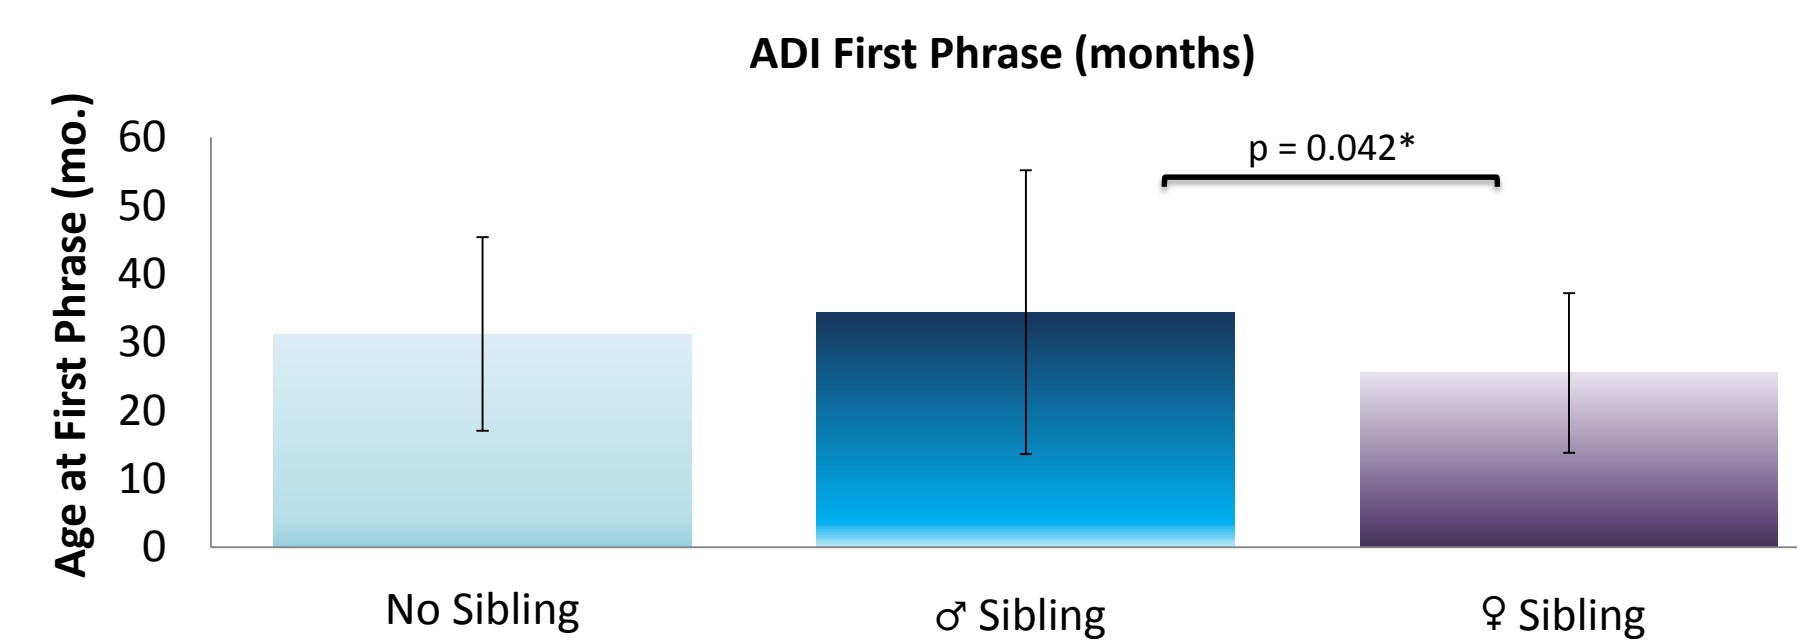 ADI First Phrase (months)
Age at First Phrase (mo.)
60
50
40
30
20
10
0
p = 0.042*
No Sibling
♂ Sibling
♀ Sibling